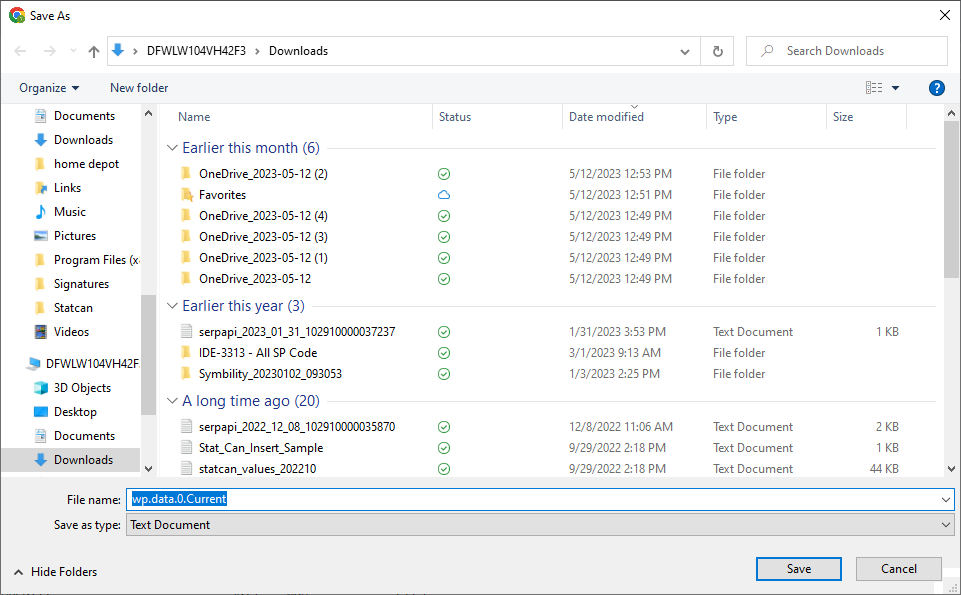 Save As
DFWLW104VH42F3 › Downloads
Search Downloads
Organize
New folder
?
Documents
Downloads
home depot
Links
Music
Pictures
Program Files (x
Signatures
Statcan
Videos
DFWLW104VH42F
3D Objects
Desktop
Documents
Downloads
Name Status Date modified Type Size
Earlier this month (6)
OneDrive_2023-05-12 (2) 5/12/2023 12:53 PM File folder
Favorites 5/12/2023 12:51 PM File folder
OneDrive_2023-05-12 (4) 5/12/2023 12:49 PM File folder
OneDrive_2023-05-12 (3) 5/12/2023 12:49 PM File folder
OneDrive_2023-05-12 (1) 5/12/2023 12:49 PM File folder
OneDrive_2023-05-12 5/12/2023 12:49 PM File folder
Earlier this year (3)
serpapi_2023_01_31_102910000037237 1/31/2023 3:53 PM Text Document 1 KB
IDE-3313 - All SP Code 3/1/2023 9:13 AM File folder
Symbility_20230102_093053 1/3/2023 2:25 PM File folder
A long time ago (20)
serpapi_2022_12_08_102910000035870 12/8/2022 11:06 AM Text Document 2 KB
Stat_Can_Insert_Sample 9/29/2022 2:18 PM Text Document 1 KB
statcan_values_202210 9/29/2022 2:18 PM Text Document 44 KB
File name: wp.data.0.Current
Save as type: Text Document
Hide Folders
Save
Cancel